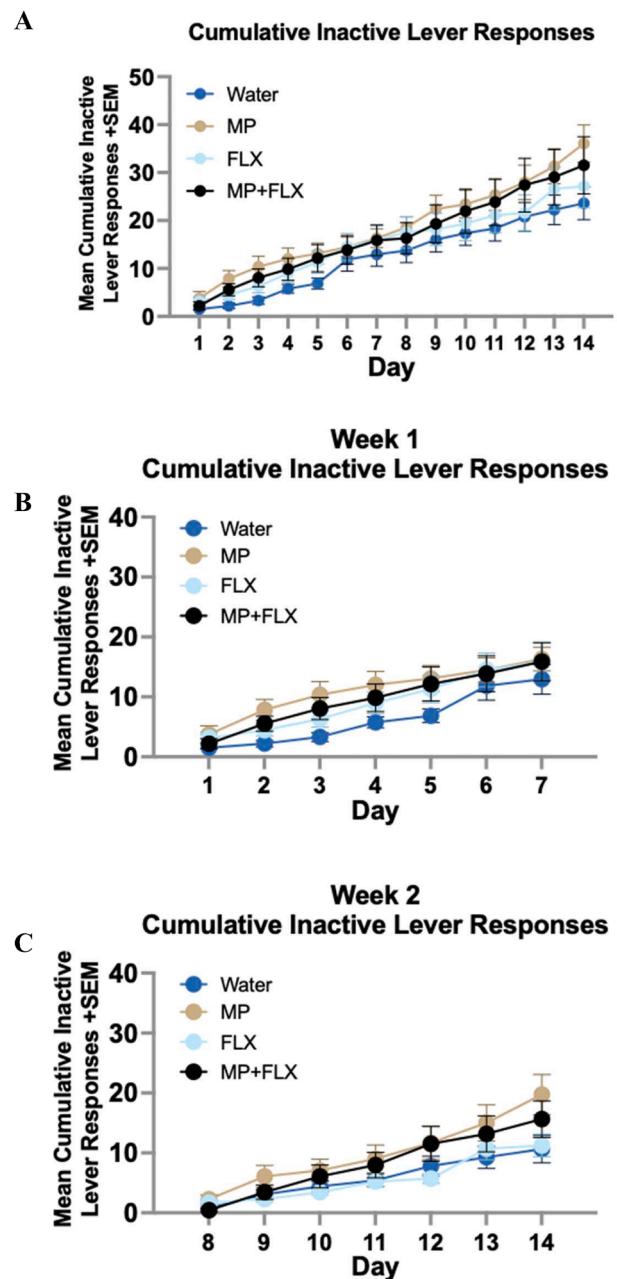 A
Cumulative Inactive Lever Responses
Mean Cumulative Inactive
Lever Responses +SEM
50
40
30
20
10
0
Water
MP
FLX
MP+FLX
1 2 3 4 5 6 7 8 9 10 11 12 13 14
Day
Week 1
Cumulative Inactive Lever Responses
B
Mean Cumulative Inactive
Lever Responses +SEM
40
30
20
10
0
Water
MP
FLX
MP+FLX
1 2 3 4 5 6 7
Day
Week 2
Cumulative Inactive Lever Responses
C
Mean Cumulative Inactive
Lever Responses +SEM
40
30
20
10
0
Water
MP
FLX
MP+FLX
8 9 10 11 12 13 14
Day